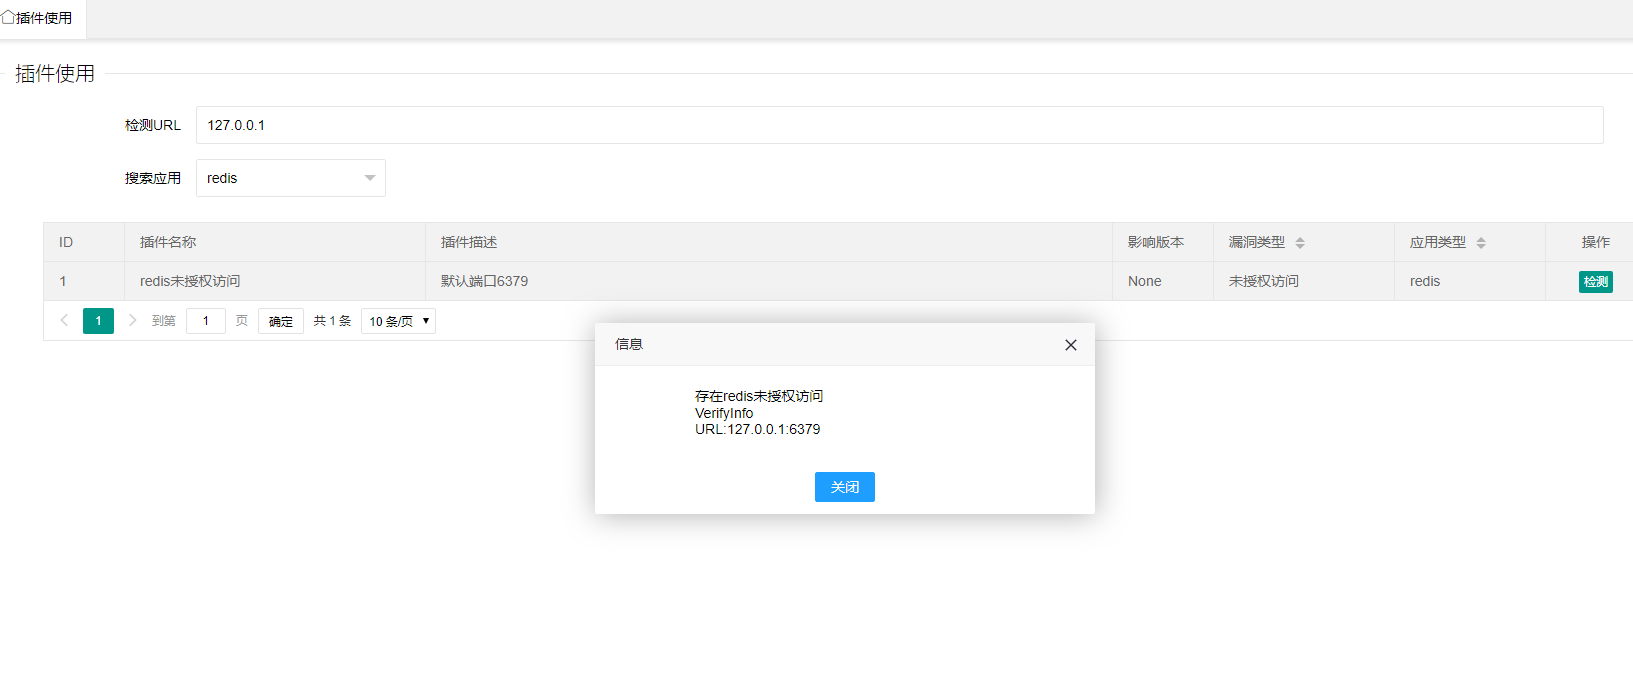 插件使用
插件使用
检测URL 127.0.0.1
搜索应用 redis
ID 插件名称 插件描述 影响版本 漏洞类型 应用类型 操作
1 redis未授权访问 默认端口6379 None 未授权访问 redis 检测
1 到第 1 页 确定 共 1 条 10 条/页
信息
存在redis未授权访问
VerifyInfo
URL:127.0.0.1:6379
关闭